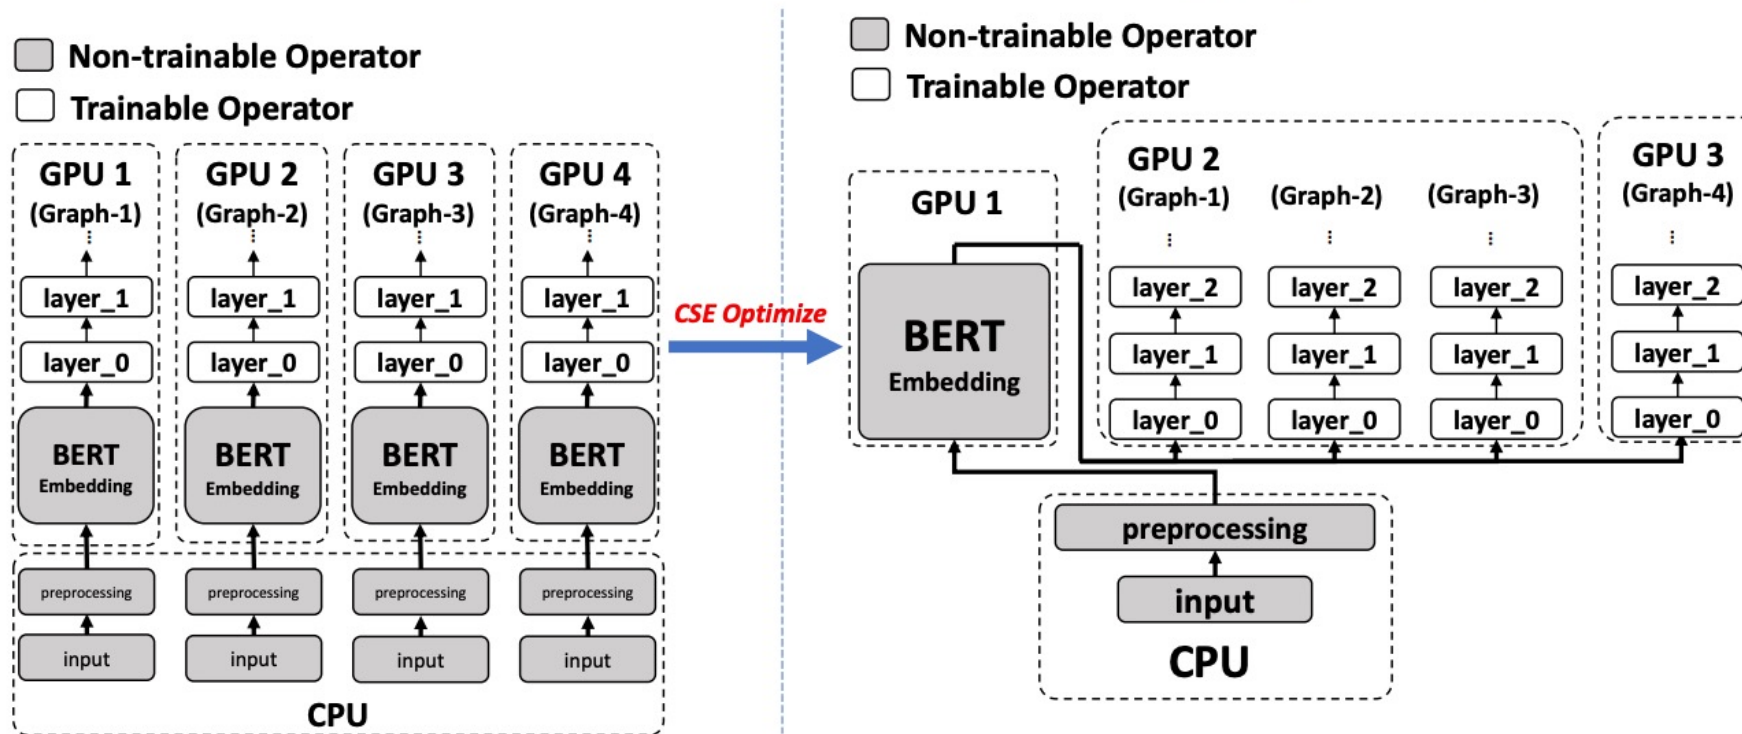 Non-trainable Operator
Trainable Operator
GPU 1
(Graph-1)
layer_1
layer_0
BERT
Embedding
preprocessing
input
GPU 2
(Graph-2)
layer_1
layer_0
BERT
Embedding
preprocessing
input
GPU 3
(Graph-3)
layer_1
layer_0
BERT
Embedding
preprocessing
input
GPU 4
(Graph-4)
layer_1
layer_0
BERT
Embedding
preprocessing
input
CPU
CSE Optimize
Non-trainable Operator
Trainable Operator
GPU 1
BERT
Embedding
GPU 2
(Graph-1)
layer_2
layer_1
layer_0
(Graph-2)
layer_2
layer_1
layer_0
(Graph-3)
layer_2
layer_1
layer_0
GPU 3
(Graph-4)
layer_2
layer_1
layer_0
preprocessing
input
CPU